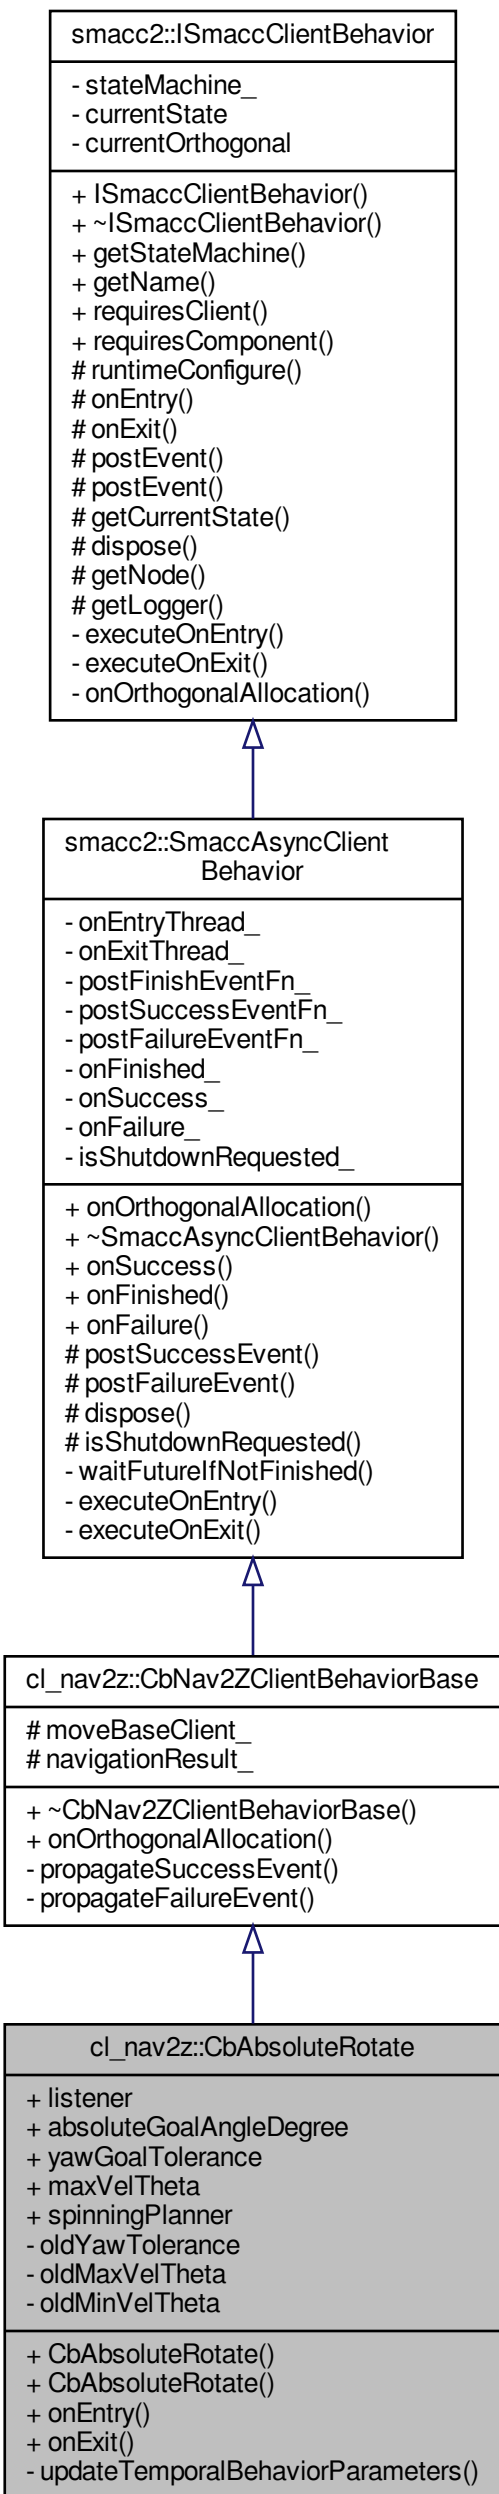 smacc2::ISmaccClientBehavior
- stateMachine_
- currentState
- currentOrthogonal
+ ISmaccClientBehavior()
+ ~ISmaccClientBehavior()
+ getStateMachine()
+ getName()
+ requiresClient()
+ requiresComponent()
# runtimeConfigure()
# onEntry()
# onExit()
# postEvent()
# postEvent()
# getCurrentState()
# dispose()
# getNode()
# getLogger()
- executeOnEntry()
- executeOnExit()
- onOrthogonalAllocation()
smacc2::SmaccAsyncClient
Behavior
- onEntryThread_
- onExitThread_
- postFinishEventFn_
- postSuccessEventFn_
- postFailureEventFn_
- onFinished_
- onSuccess_
- onFailure_
- isShutdownRequested_
+ onOrthogonalAllocation()
+ ~SmaccAsyncClientBehavior()
+ onSuccess()
+ onFinished()
+ onFailure()
# postSuccessEvent()
# postFailureEvent()
# dispose()
# isShutdownRequested()
- waitFutureIfNotFinished()
- executeOnEntry()
- executeOnExit()
cl_nav2z::CbNav2ZClientBehaviorBase
# moveBaseClient_
# navigationResult_
+ ~CbNav2ZClientBehaviorBase()
+ onOrthogonalAllocation()
- propagateSuccessEvent()
- propagateFailureEvent()
cl_nav2z::CbAbsoluteRotate
+ listener
+ absoluteGoalAngleDegree
+ yawGoalTolerance
+ maxVelTheta
+ spinningPlanner
- oldYawTolerance
- oldMaxVelTheta
- oldMinVelTheta
+ CbAbsoluteRotate()
+ CbAbsoluteRotate()
+ onEntry()
+ onExit()
- updateTemporalBehaviorParameters()